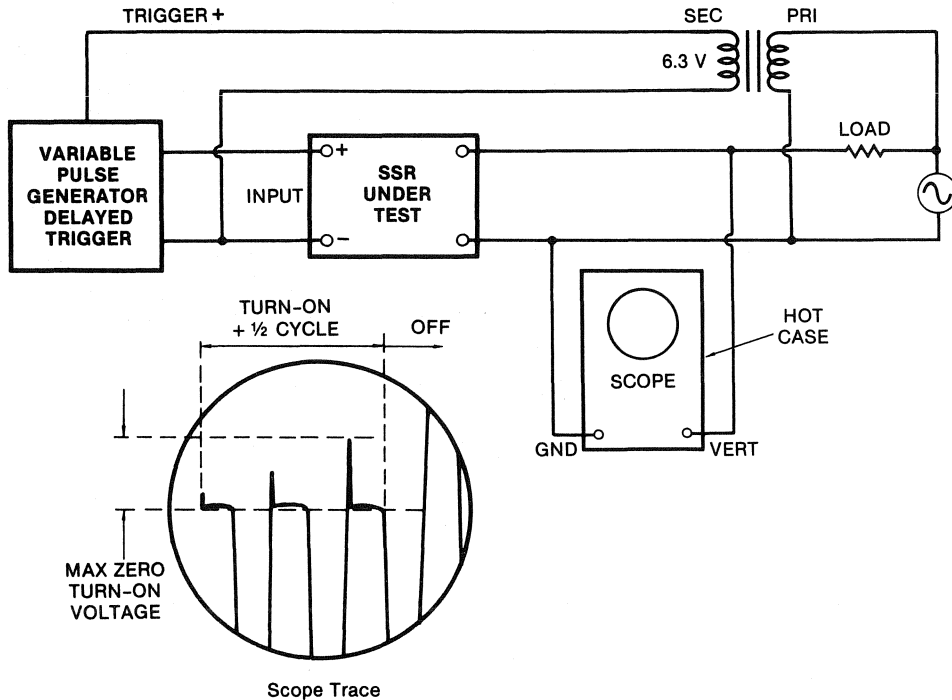 TRIGGER +
SEC
PRI
6.3 V
LOAD
VARIABLE
PULSE
GENERATOR
DELAYED
TRIGGER
INPUT
+
−
SSR
UNDER
TEST
TURN-ON
+ ½ CYCLE
OFF
HOT
CASE
SCOPE
GND
VERT
MAX ZERO
TURN-ON
VOLTAGE
Scope Trace